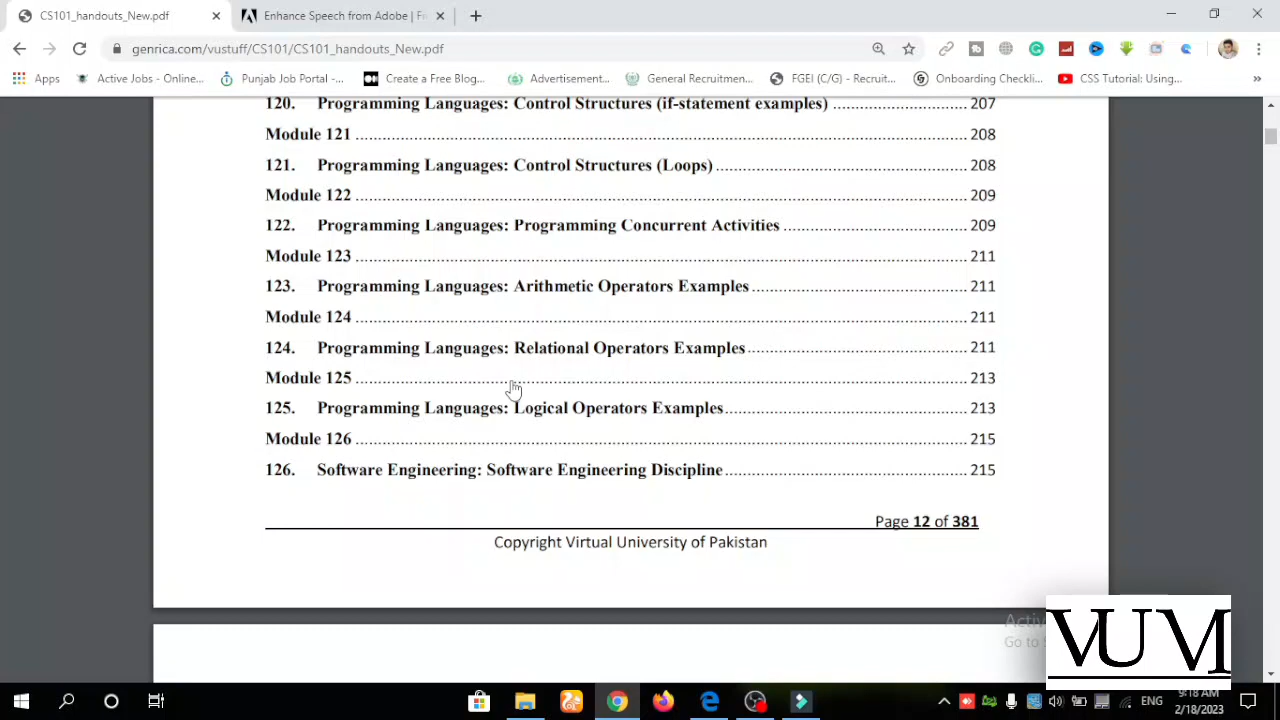 CS101_handouts_New.pdf
Enhance Speech from Adobe | Fr
genrica.com/vustuff/CS101/CS101_handouts_New.pdf
Apps
Active Jobs - Online...
Punjab Job Portal -...
Create a Free Blog...
Advertisement...
General Recruitmen...
FGEI (C/G) - Recruit...
Onboarding Checkli...
CSS Tutorial: Using...
»
120. Programming Languages: Control Structures (if-statement examples) 207
Module 121 208
121. Programming Languages: Control Structures (Loops) 208
Module 122 209
122. Programming Languages: Programming Concurrent Activities 209
Module 123 211
123. Programming Languages: Arithmetic Operators Examples 211
Module 124 211
124. Programming Languages: Relational Operators Examples 211
Module 125 213
125. Programming Languages: Logical Operators Examples 213
Module 126 215
126. Software Engineering: Software Engineering Discipline 215
Page 12 of 381
Copyright Virtual University of Pakistan
Go to
VUM
ENG
9:18 AM
2/18/2023